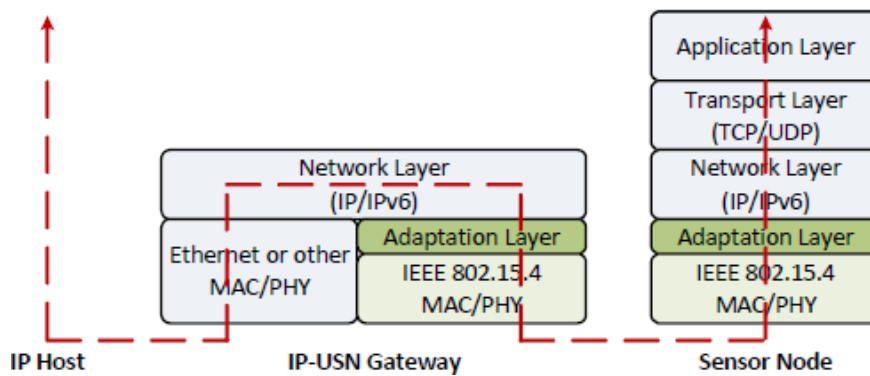 Application Layer
Transport Layer
(TCP/UDP)
Network Layer
(IP/IPv6)
Network Layer
(IP/IPv6)
Ethernet or other
MAC/PHY
Adaptation Layer
IEEE 802.15.4
MAC/PHY
Adaptation Layer
IEEE 802.15.4
MAC/PHY
IP Host
IP-USN Gateway
Sensor Node